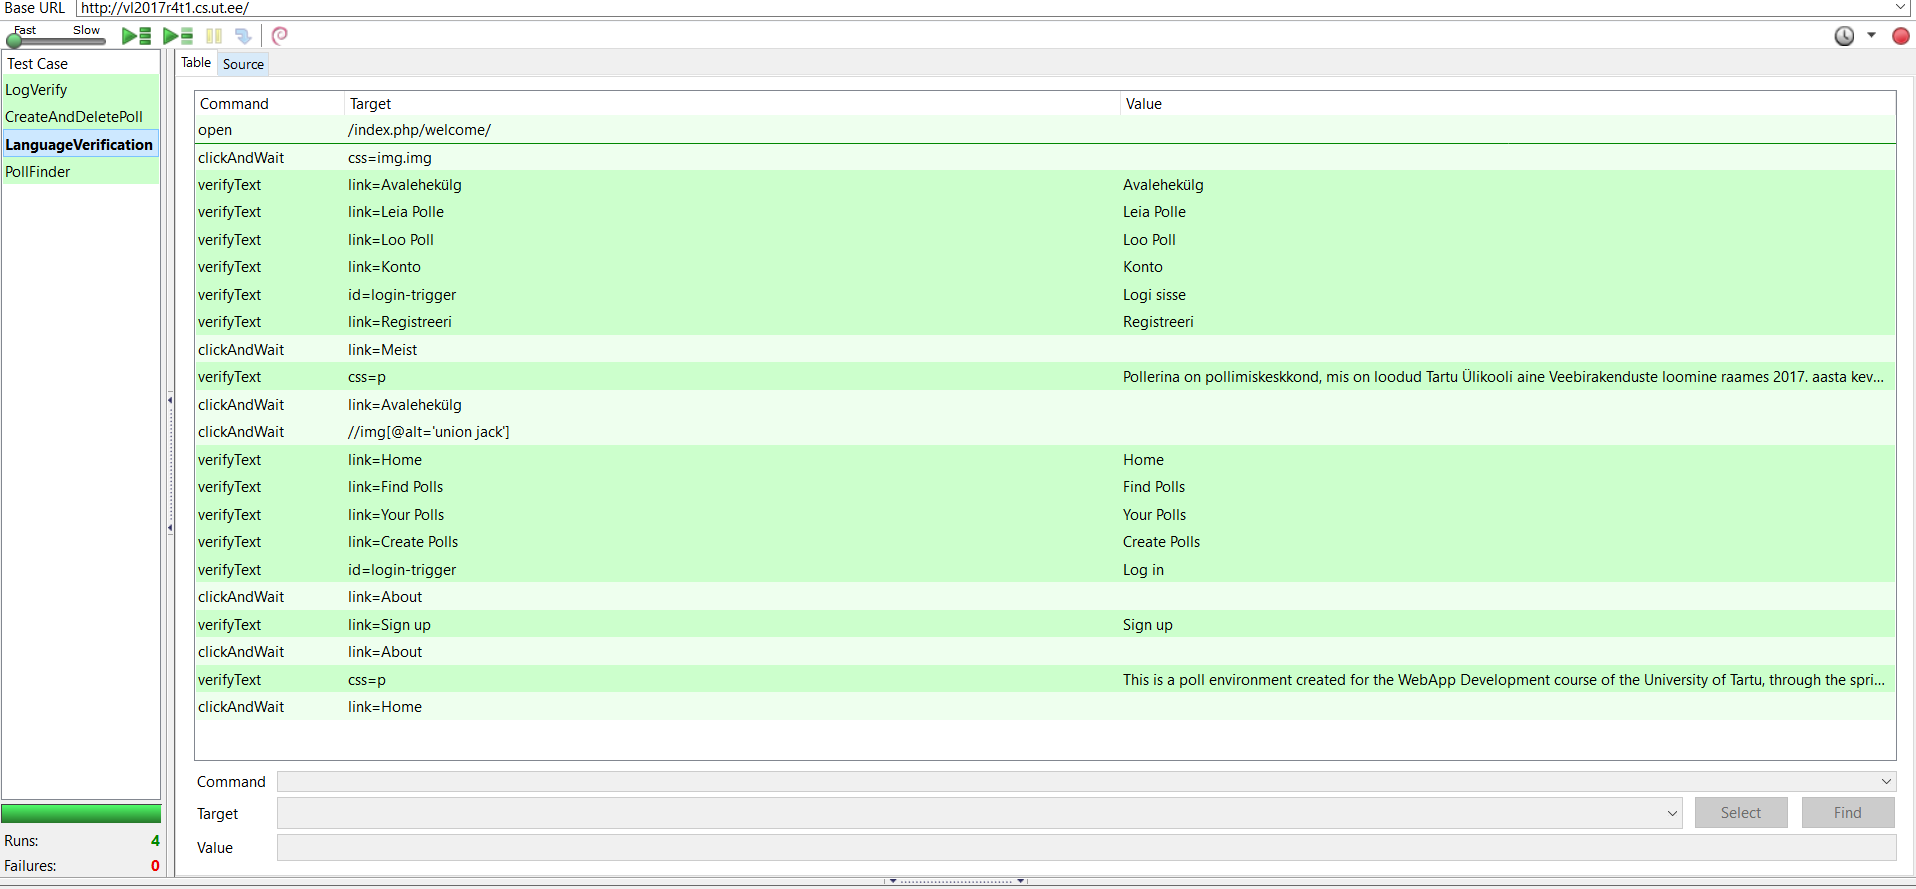 Base URL http://vl2017r4t1.cs.ut.ee/
Fast Slow
Test Case
LogVerify
CreateAndDeletePoll
LanguageVerification
PollFinder
Runs: 4
Failures: 0
Table Source
Command Target Value
open /index.php/welcome/
clickAndWait css=img.img
verifyText link=Avalehekülg Avalehekülg
verifyText link=Leia Polle Leia Polle
verifyText link=Loo Poll Loo Poll
verifyText link=Konto Konto
verifyText id=login-trigger Logi sisse
verifyText link=Registreeri Registreeri
clickAndWait link=Meist
verifyText css=p Pollerina on pollimiskeskkond, mis on loodud Tartu Ülikooli aine Veebirakenduste loomine raames 2017. aasta kev...
clickAndWait link=Avalehekülg
clickAndWait //img[@alt='union jack']
verifyText link=Home Home
verifyText link=Find Polls Find Polls
verifyText link=Your Polls Your Polls
verifyText link=Create Polls Create Polls
verifyText id=login-trigger Log in
clickAndWait link=About
verifyText link=Sign up Sign up
clickAndWait link=About
verifyText css=p This is a poll environment created for the WebApp Development course of the University of Tartu, through the spri...
clickAndWait link=Home
Command
Target Select Find
Value